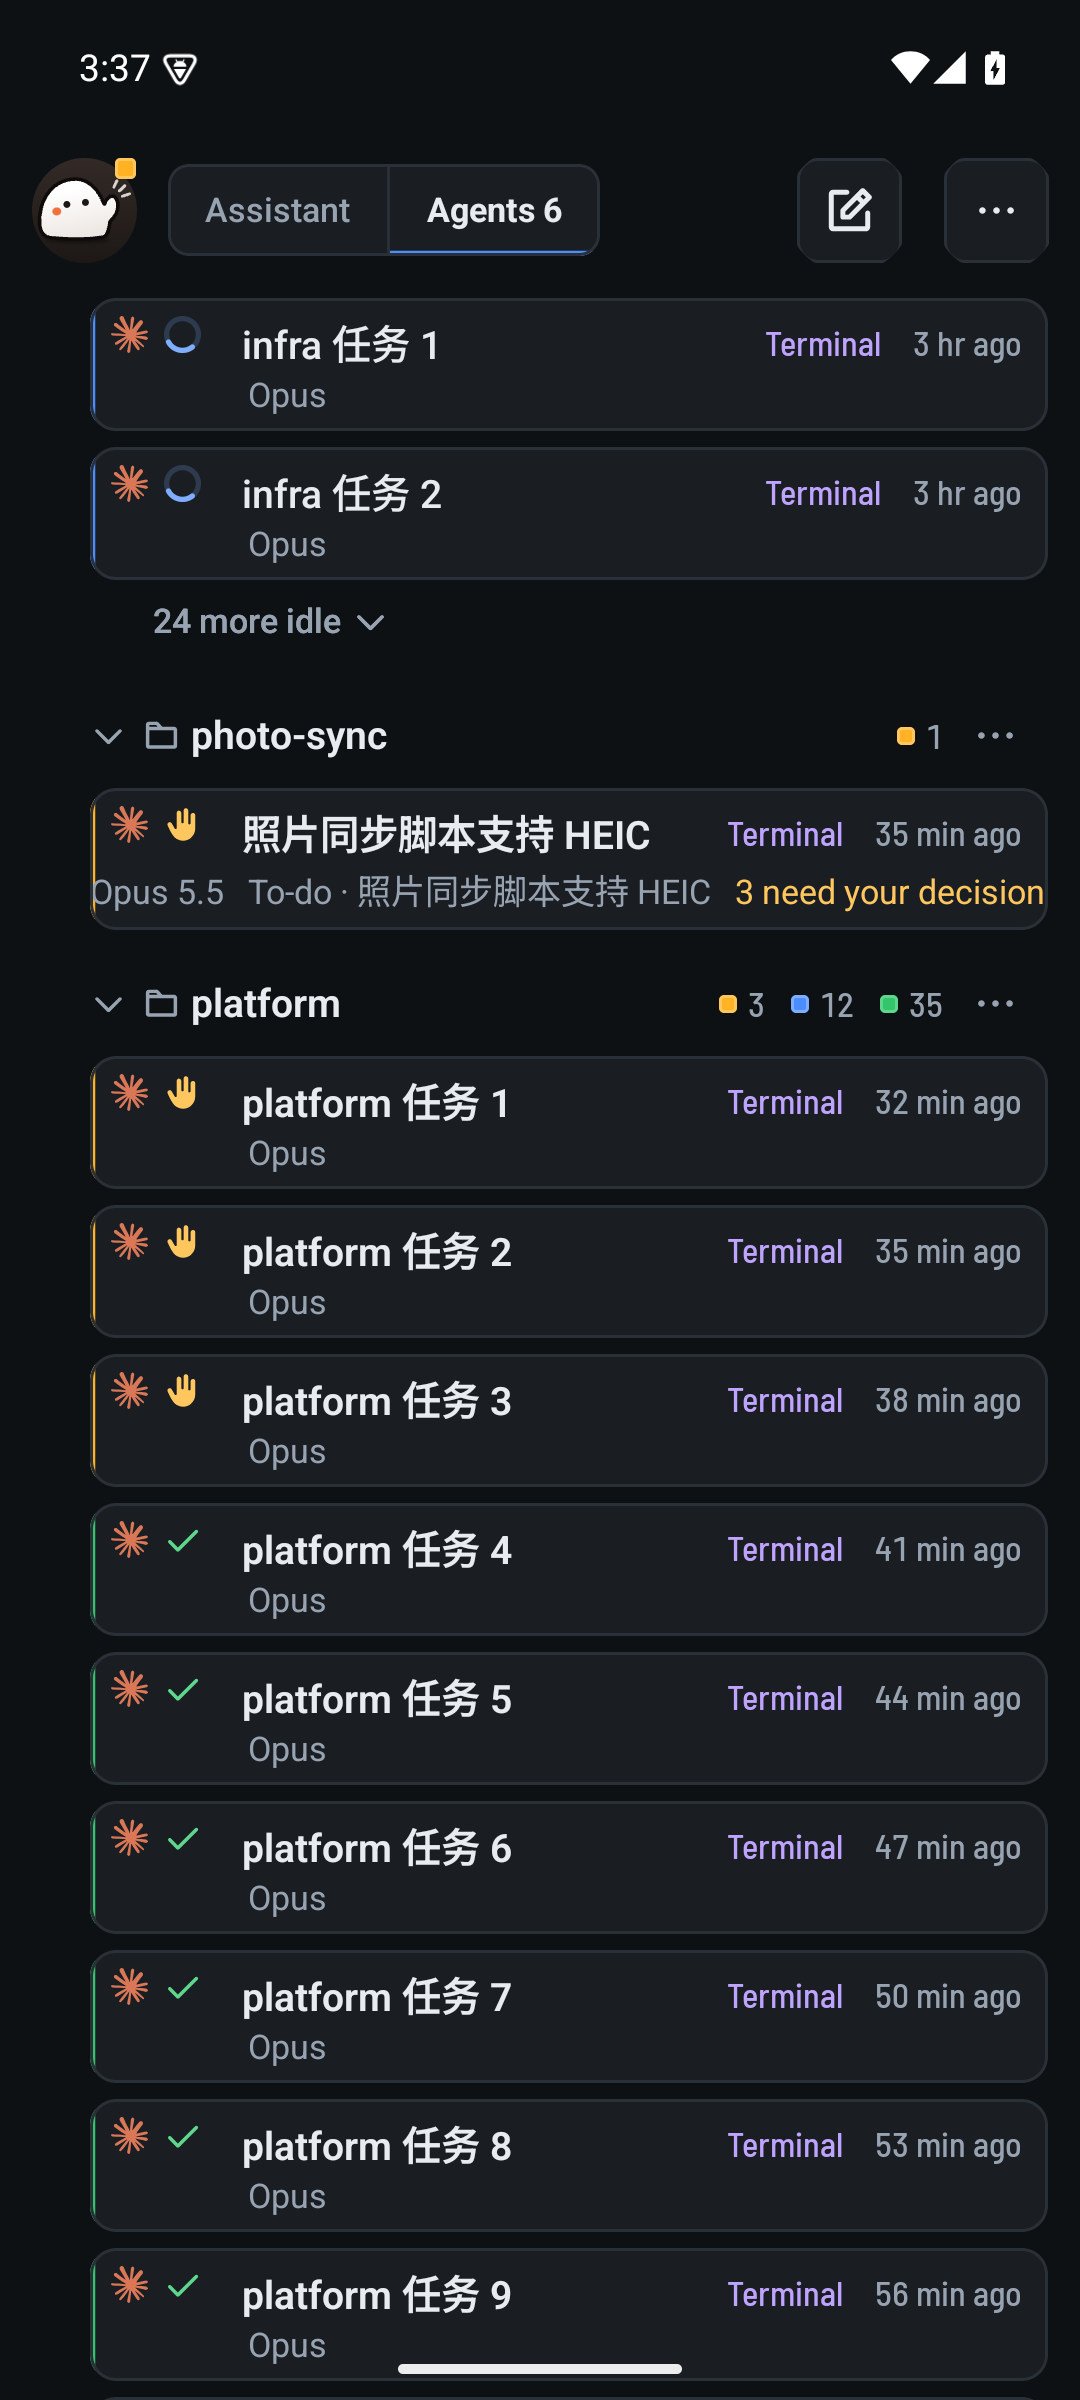 3:37
Assistant
Agents 6
infra 任务 1 Terminal 3 hr ago
Opus
infra 任务 2 Terminal 3 hr ago
Opus
24 more idle
photo-sync 1
照片同步脚本支持 HEIC Terminal 35 min ago
Opus 5.5 To-do · 照片同步脚本支持 HEIC 3 need your decision
platform 3 12 35
platform 任务 1 Terminal 32 min ago
Opus
platform 任务 2 Terminal 35 min ago
Opus
platform 任务 3 Terminal 38 min ago
Opus
platform 任务 4 Terminal 41 min ago
Opus
platform 任务 5 Terminal 44 min ago
Opus
platform 任务 6 Terminal 47 min ago
Opus
platform 任务 7 Terminal 50 min ago
Opus
platform 任务 8 Terminal 53 min ago
Opus
platform 任务 9 Terminal 56 min ago
Opus